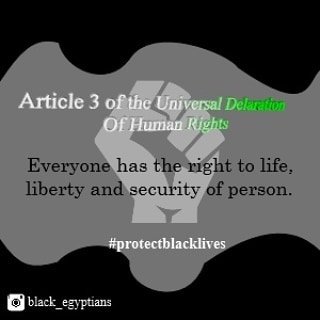 Article 3 of the Universal Delaration
Of Human Rights
Everyone has the right to life,
liberty and security of person.
#protectblacklives
black_egyptians